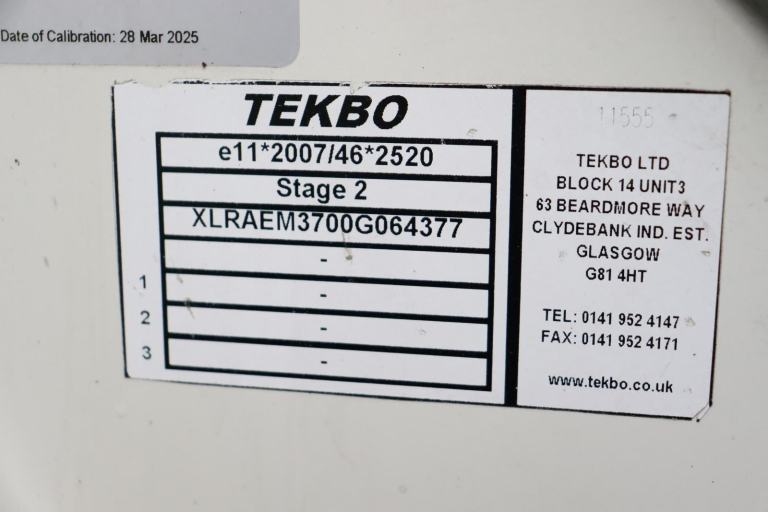 Date of Calibration: 28 Mar 2025
TEKBO
e11*2007/46*2520
Stage 2
XLRAEM3700G064377
-
1 -
2 -
3 -
11555
TEKBO LTD
BLOCK 14 UNIT3
63 BEARDMORE WAY
CLYDEBANK IND. EST.
GLASGOW
G81 4HT
TEL: 0141 952 4147
FAX: 0141 952 4171
www.tekbo.co.uk